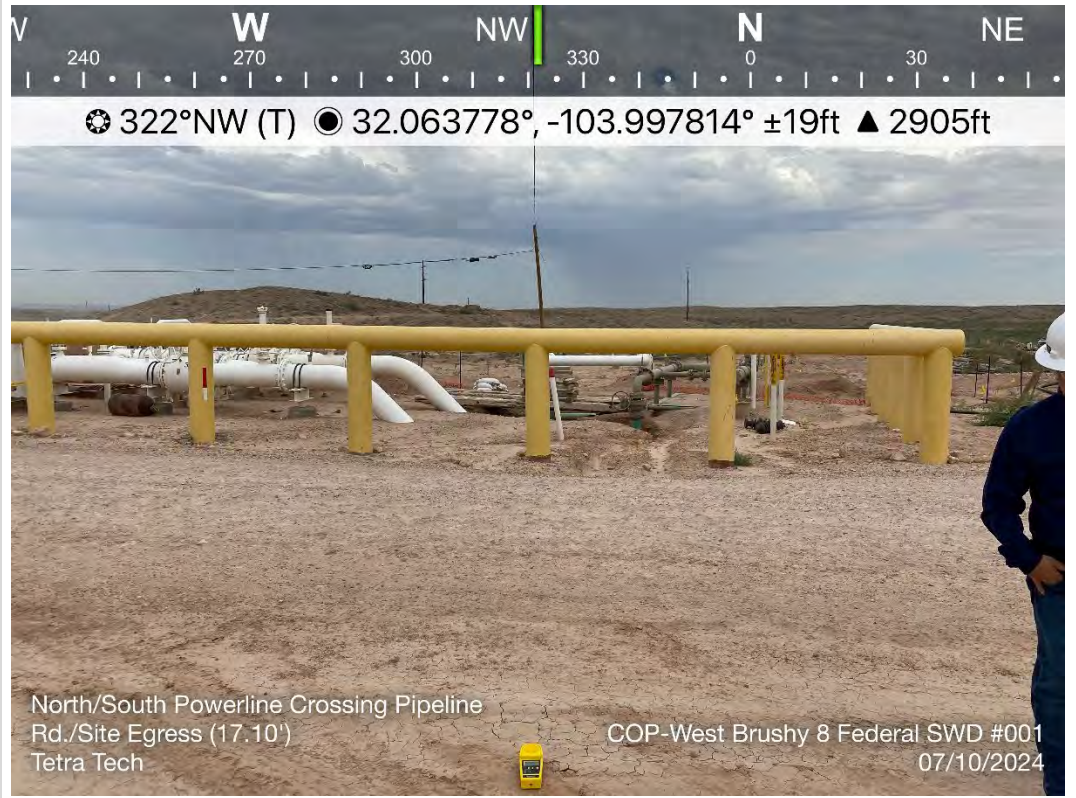 W NW N NE
240 270 300 330 0 30
322°NW (T) 32.063778°, -103.997814° ±19ft ▲ 2905ft
North/South Powerline Crossing Pipeline
Rd./Site Egress (17.10')
Tetra Tech
COP-West Brushy 8 Federal SWD #001
07/10/2024